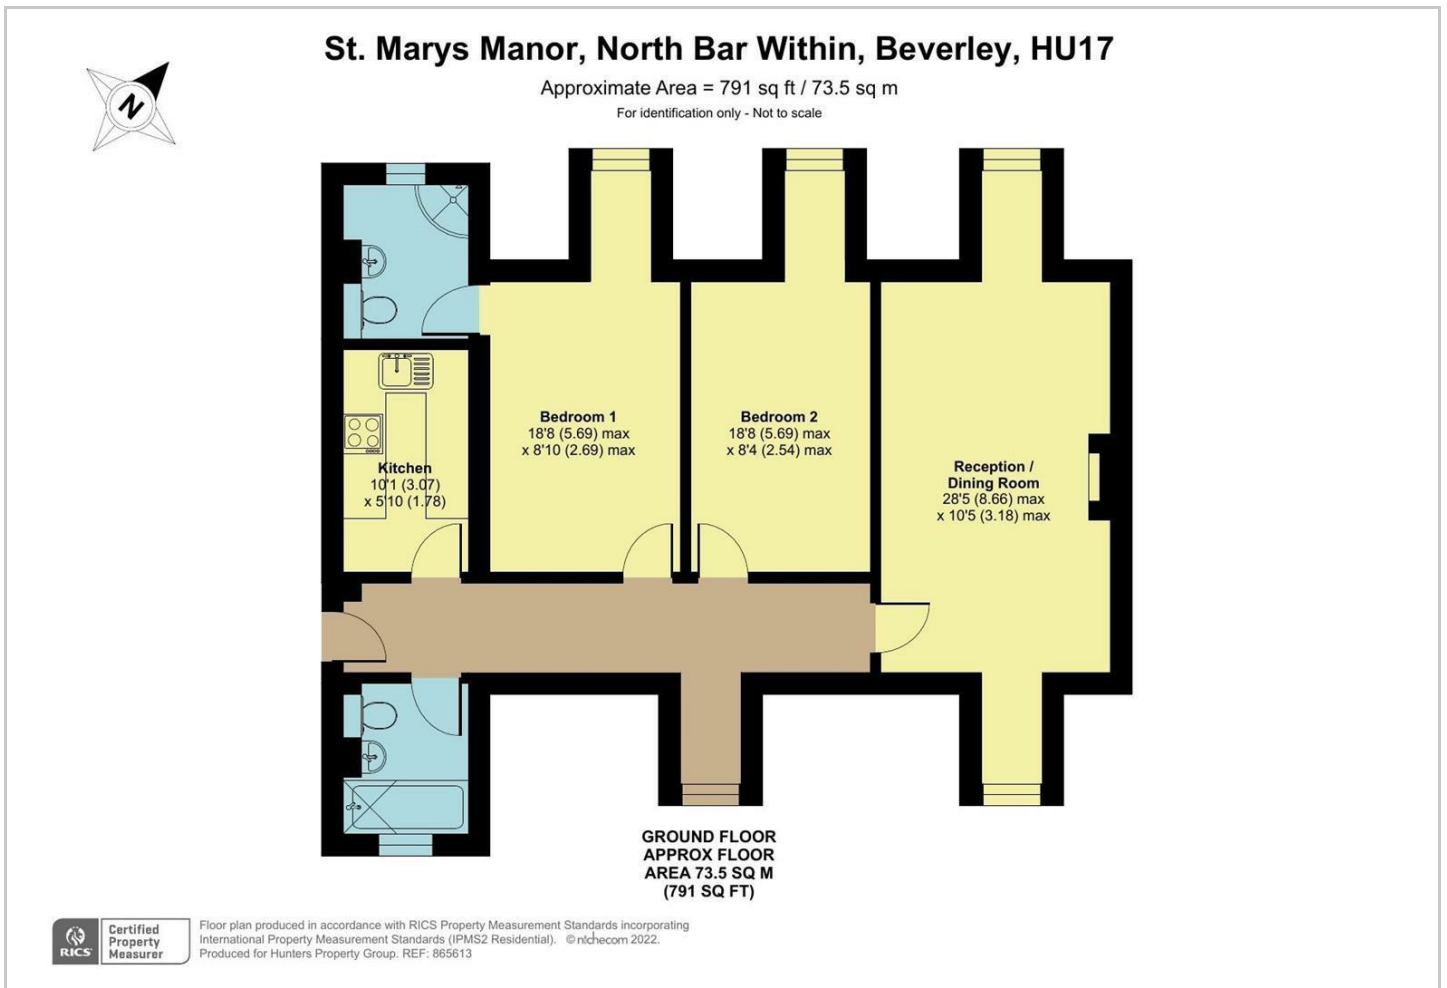 St. Marys Manor, North Bar Within, Beverley, HU17
Approximate Area = 791 sq ft / 73.5 sq m
For identification only - Not to scale
N
Bedroom 1
18'8 (5.69) max
x 8'10 (2.69) max
Bedroom 2
18'8 (5.69) max
x 8'4 (2.54) max
Kitchen
10'1 (3.07)
x 5'10 (1.78)
Reception /
Dining Room
28'5 (8.66) max
x 10'5 (3.18) max
GROUND FLOOR
APPROX FLOOR
AREA 73.5 SQ M
(791 SQ FT)
RICS
Certified
Property
Measurer
Floor plan produced in accordance with RICS Property Measurement Standards incorporating
International Property Measurement Standards (IPMS2 Residential). © nichecom 2022.
Produced for Hunters Property Group. REF: 865613